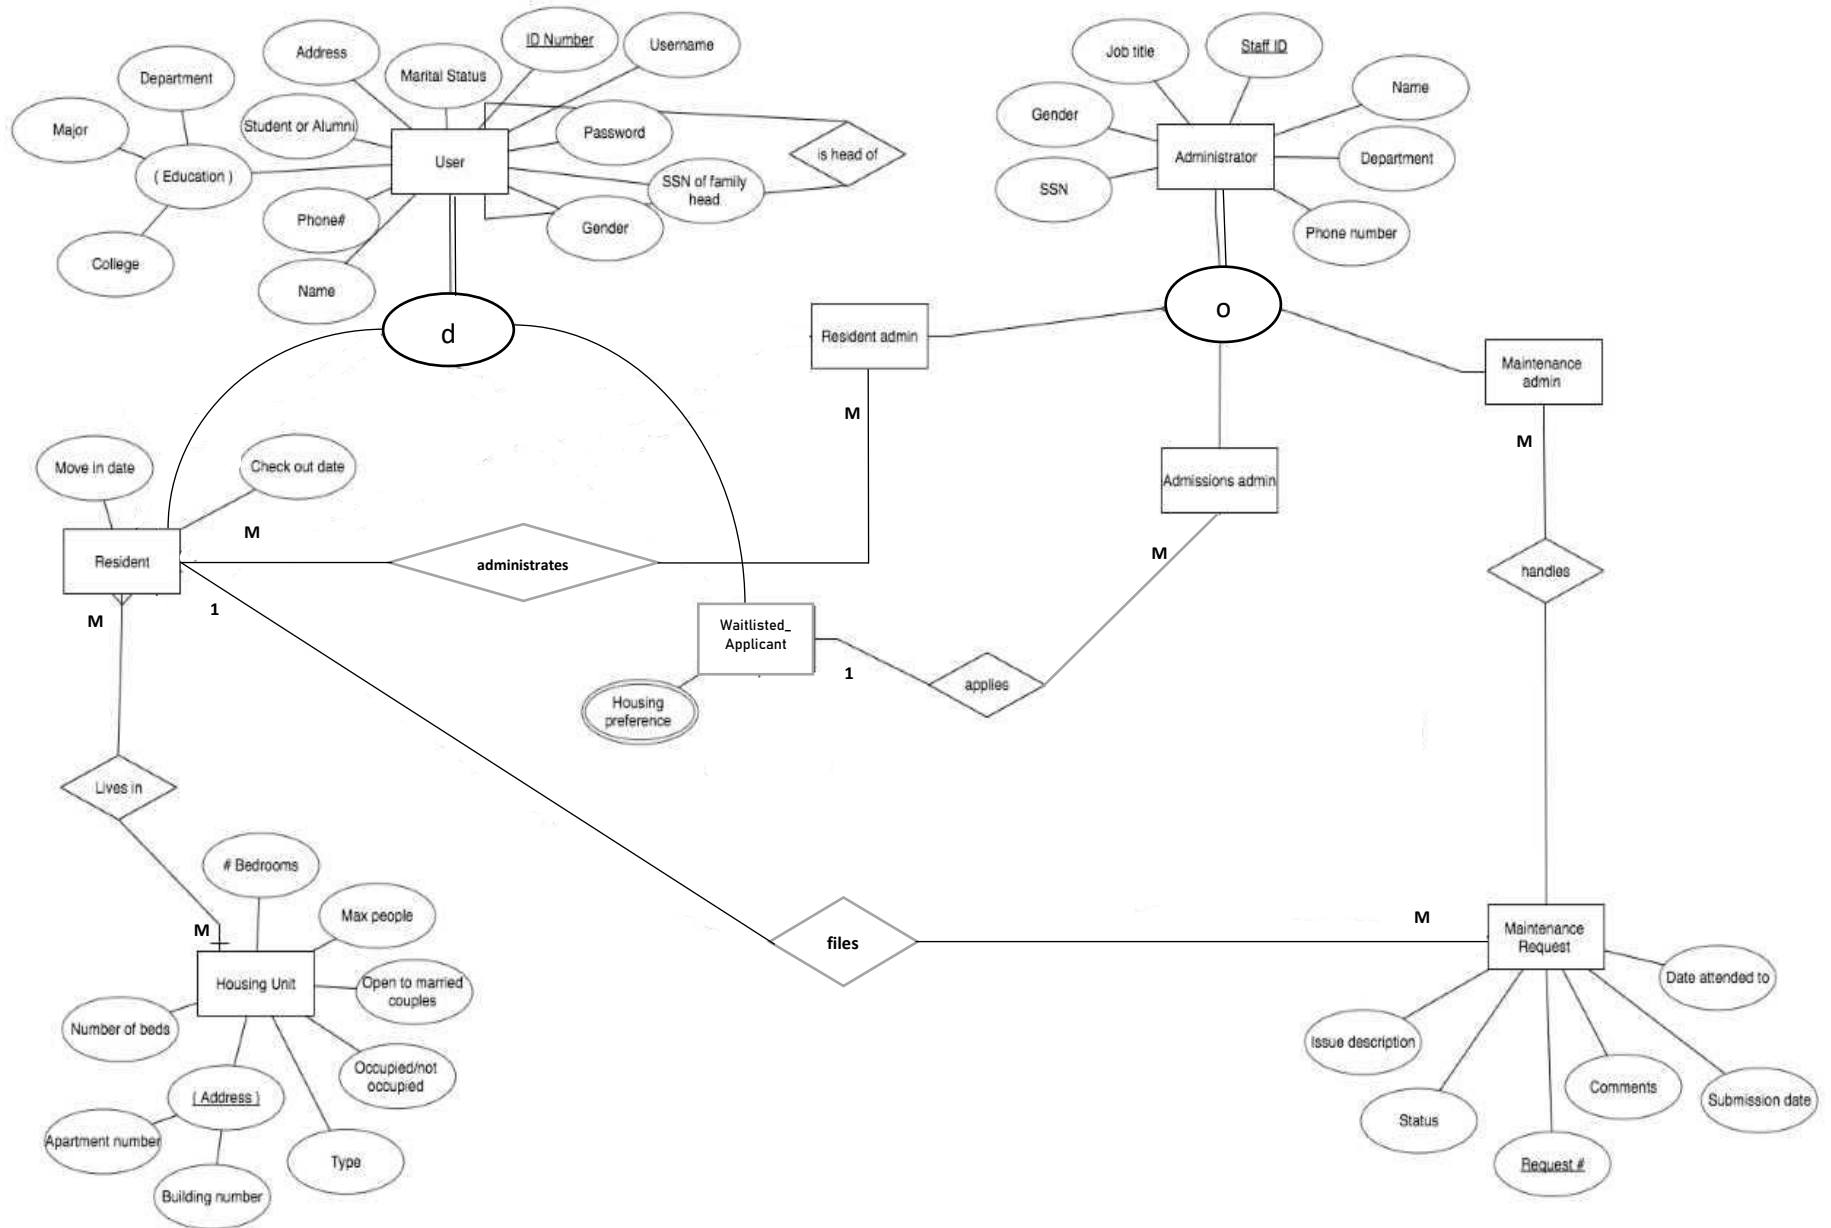 ID Number
Username
Address
Marital Status
Department
Major
Student or Alumni
Password
User
( Education )
SSN of family
head
is head of
Phone#
Gender
College
Name
Job title
Staff ID
Name
Gender
Administrator
Department
SSN
Phone number
d
o
Resident admin
Maintenance
admin
M
M
Move in date
Check out date
Admissions admin
M
M
Resident
administrates
handles
M
1
Waitlisted_
Applicant
1
applies
Housing
preference
Lives in
# Bedrooms
Max people
M
M
files
Maintenance
Request
Housing Unit
Open to married
couples
Date attended to
Number of beds
Issue description
Occupied/not
occupied
( Address )
Comments
Submission date
Apartment number
Status
Type
Request #
Building number